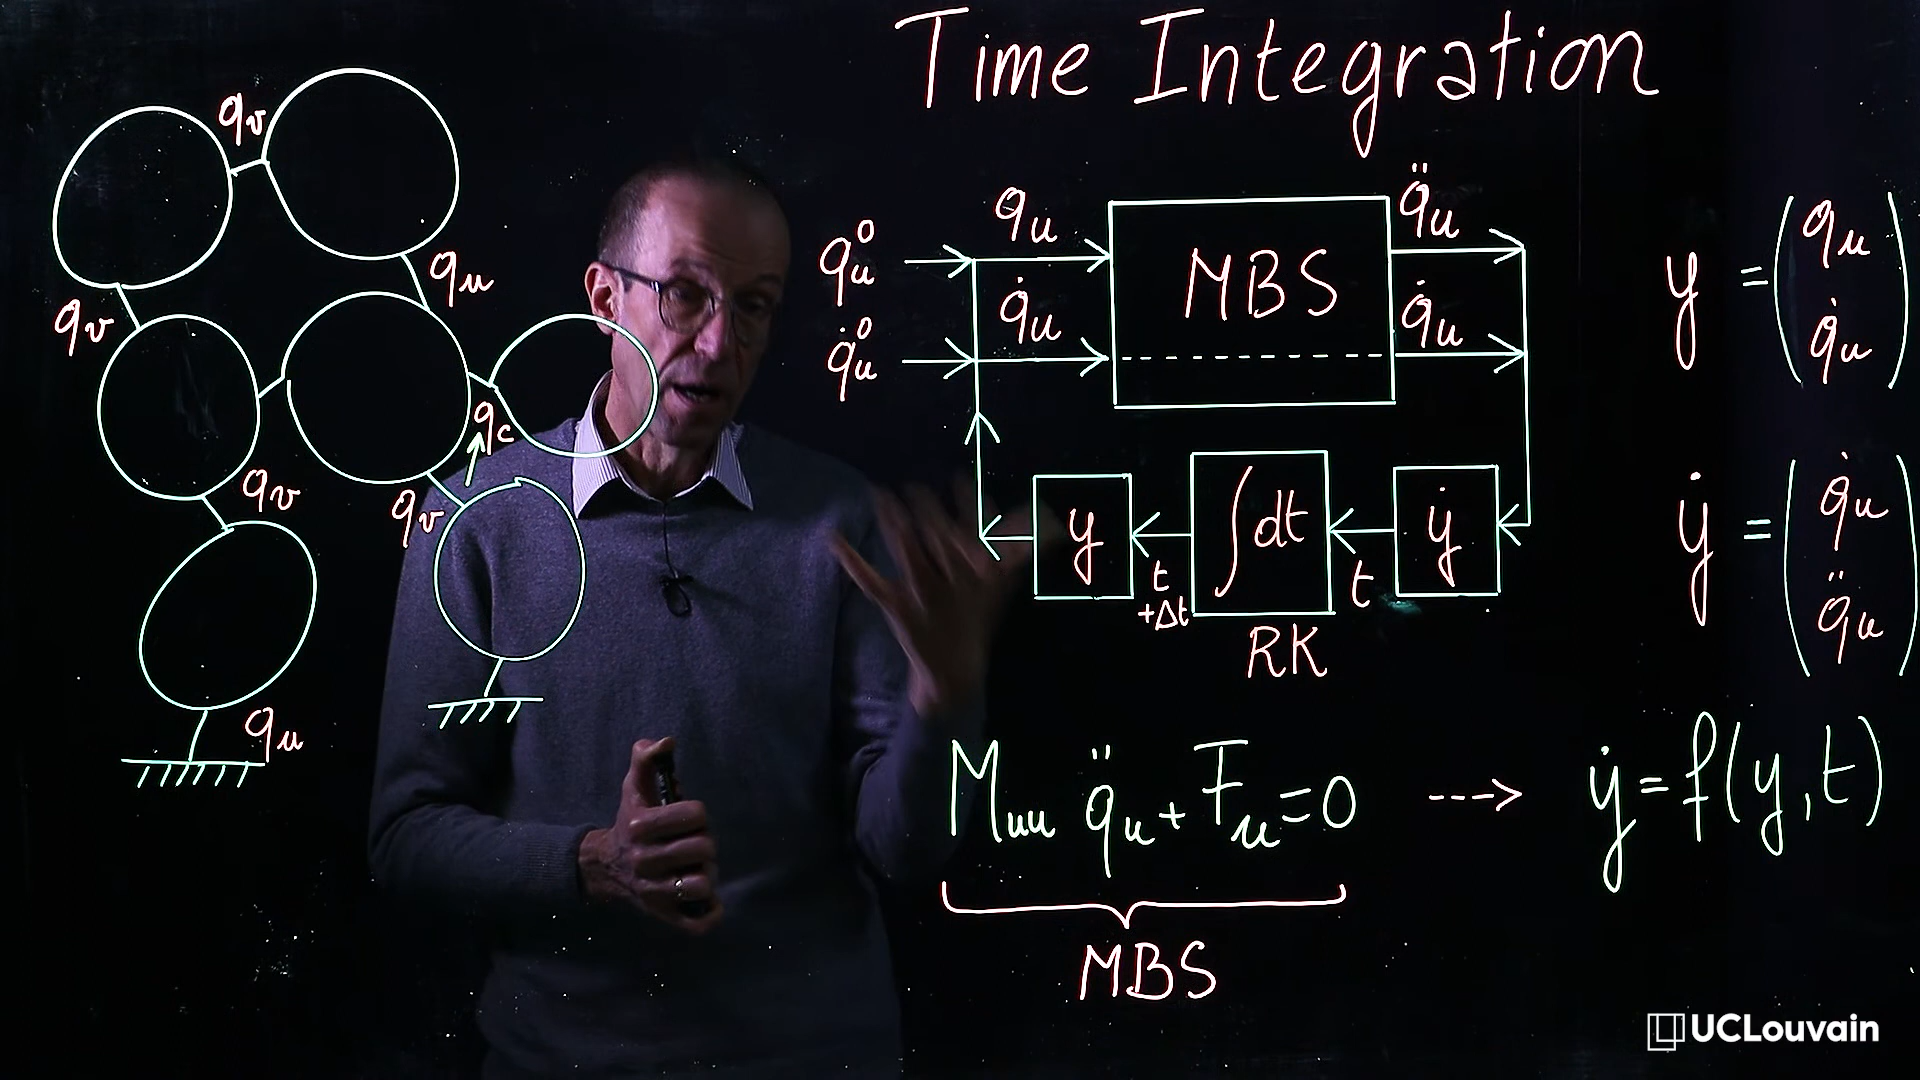 Time Integration
q_v
q_u
q_v
q_c
q_v
q_v
q_u
q_u^0
q̇_u^0
q_u
q̇_u
MBS
q̈_u
q̇_u
y
t
+Δt
∫dt
t
ẏ
RK
y = (q_u
q̇_u)
ẏ = (q̇_u
q̈_u)
M_uu q̈_u + F_u = 0 ---> ẏ = f(y, t)
MBS
UCLouvain